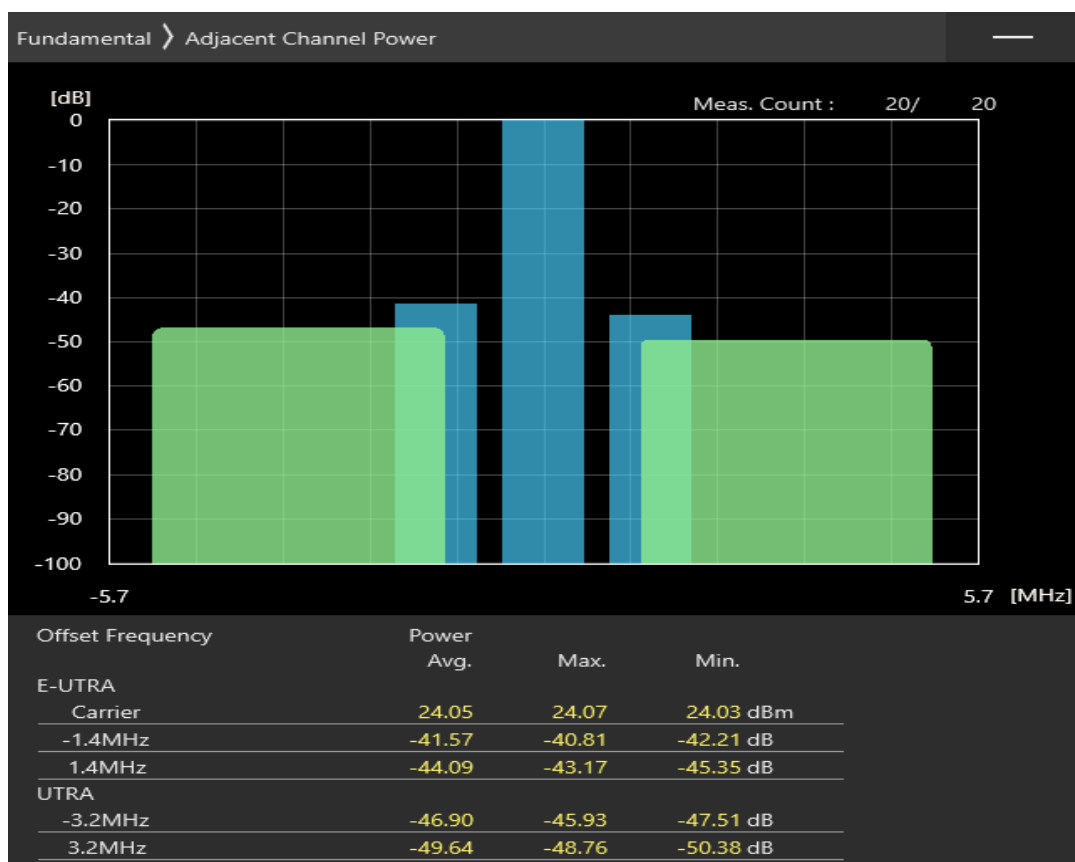 Fundamental 〉 Adjacent Channel Power
[dB]
Meas. Count : 20/ 20
0
-10
-20
-30
-40
-50
-60
-70
-80
-90
-100
-5.7 5.7 [MHz]
Offset Frequency Power
Avg. Max. Min.
E-UTRA
Carrier 24.05 24.07 24.03 dBm
-1.4MHz -41.57 -40.81 -42.21 dB
1.4MHz -44.09 -43.17 -45.35 dB
UTRA
-3.2MHz -46.90 -45.93 -47.51 dB
3.2MHz -49.64 -48.76 -50.38 dB